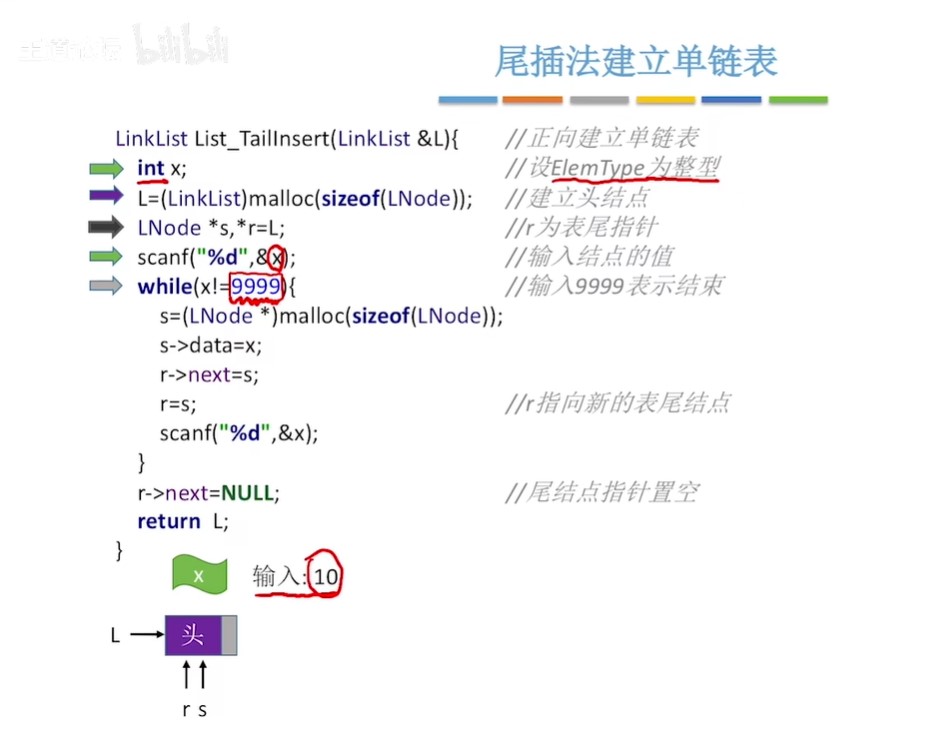 bilibili
尾插法建立单链表
LinkList List_TailInsert(LinkList &L){ //正向建立单链表
int x; //设ElemType为整型
L=(LinkList)malloc(sizeof(LNode)); //建立头结点
LNode *s,*r=L; //r为表尾指针
scanf("%d",&x); //输入结点的值
while(x!=9999){ //输入9999表示结束
s=(LNode *)malloc(sizeof(LNode));
s->data=x;
r->next=s;
r=s; //r指向新的表尾结点
scanf("%d",&x);
}
r->next=NULL; //尾结点指针置空
return L;
}
x 输入:10
L 头
r s